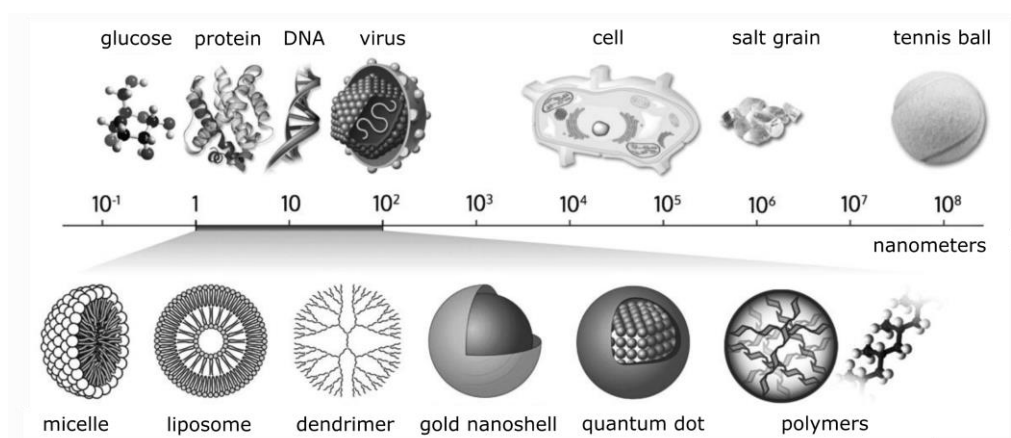 glucose protein DNA virus cell salt grain tennis ball
10⁻¹ 1 10 10² 10³ 10⁴ 10⁵ 10⁶ 10⁷ 10⁸
nanometers
micelle liposome dendrimer gold nanoshell quantum dot polymers